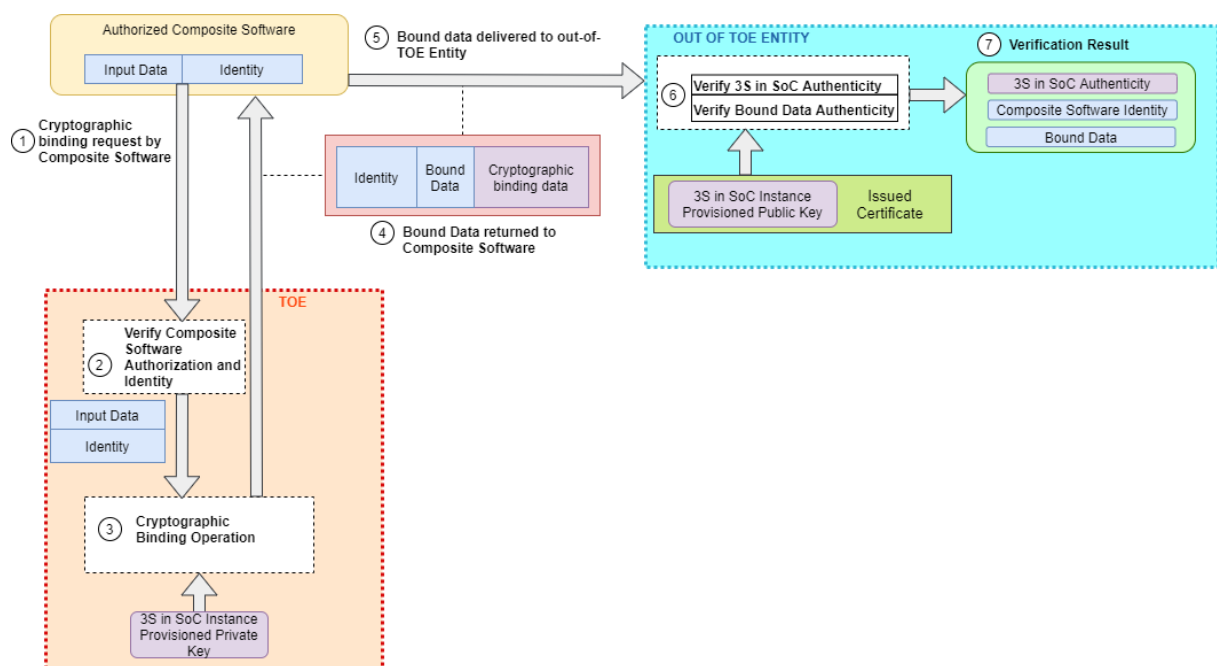 Authorized Composite Software
Input Data
Identity
1
Cryptographic
binding request by
Composite Software
5
Bound data delivered to out-of-
TOE Entity
Identity
Bound
Data
Cryptographic
binding data
4
Bound Data returned to
Composite Software
OUT OF TOE ENTITY
6
Verify 3S in SoC Authenticity
Verify Bound Data Authenticity
7
Verification Result
3S in SoC Authenticity
Composite Software Identity
Bound Data
3S in SoC Instance
Provisioned Public Key
Issued
Certificate
TOE
2
Verify Composite
Software
Authorization and
Identity
Input Data
Identity
3
Cryptographic
Binding Operation
3S in SoC Instance
Provisioned Private
Key